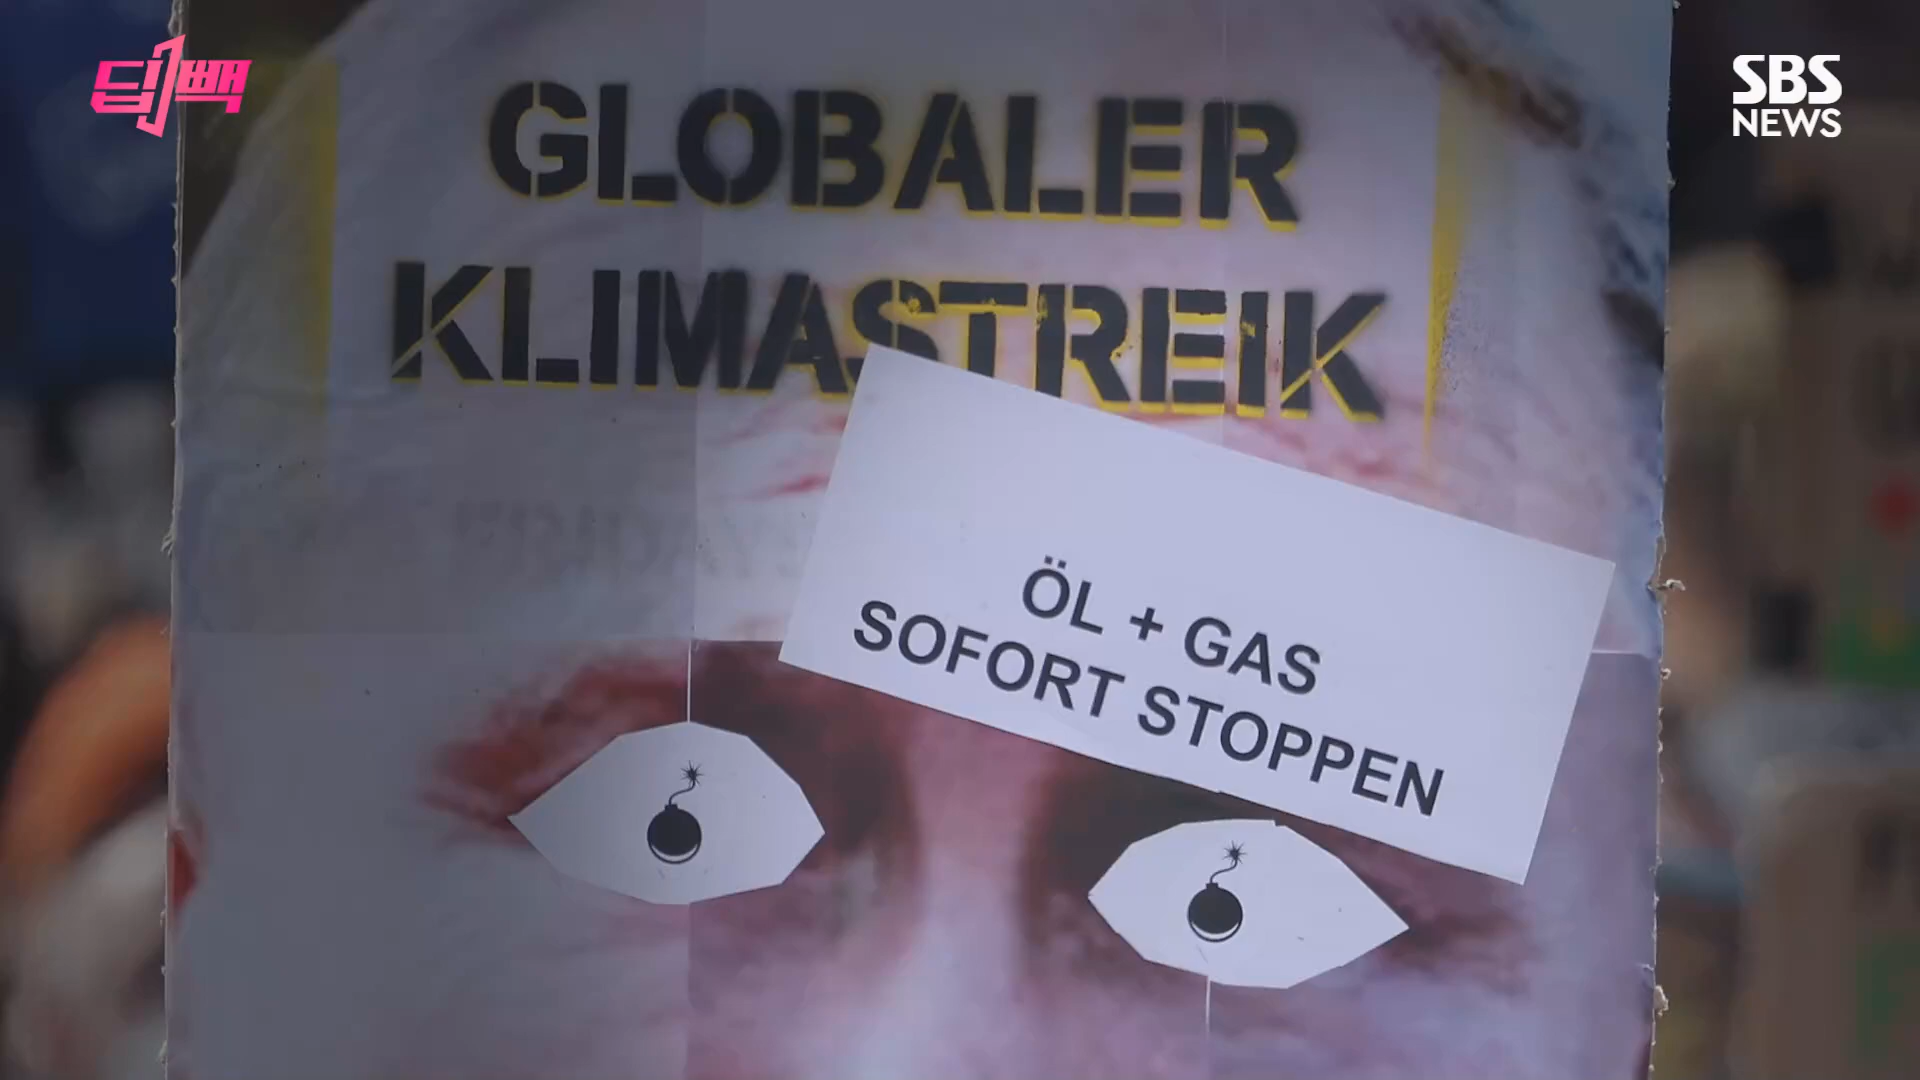 딥빽
SBS
NEWS
GLOBALER
KLIMASTREIK
ÖL + GAS
SOFORT STOPPEN